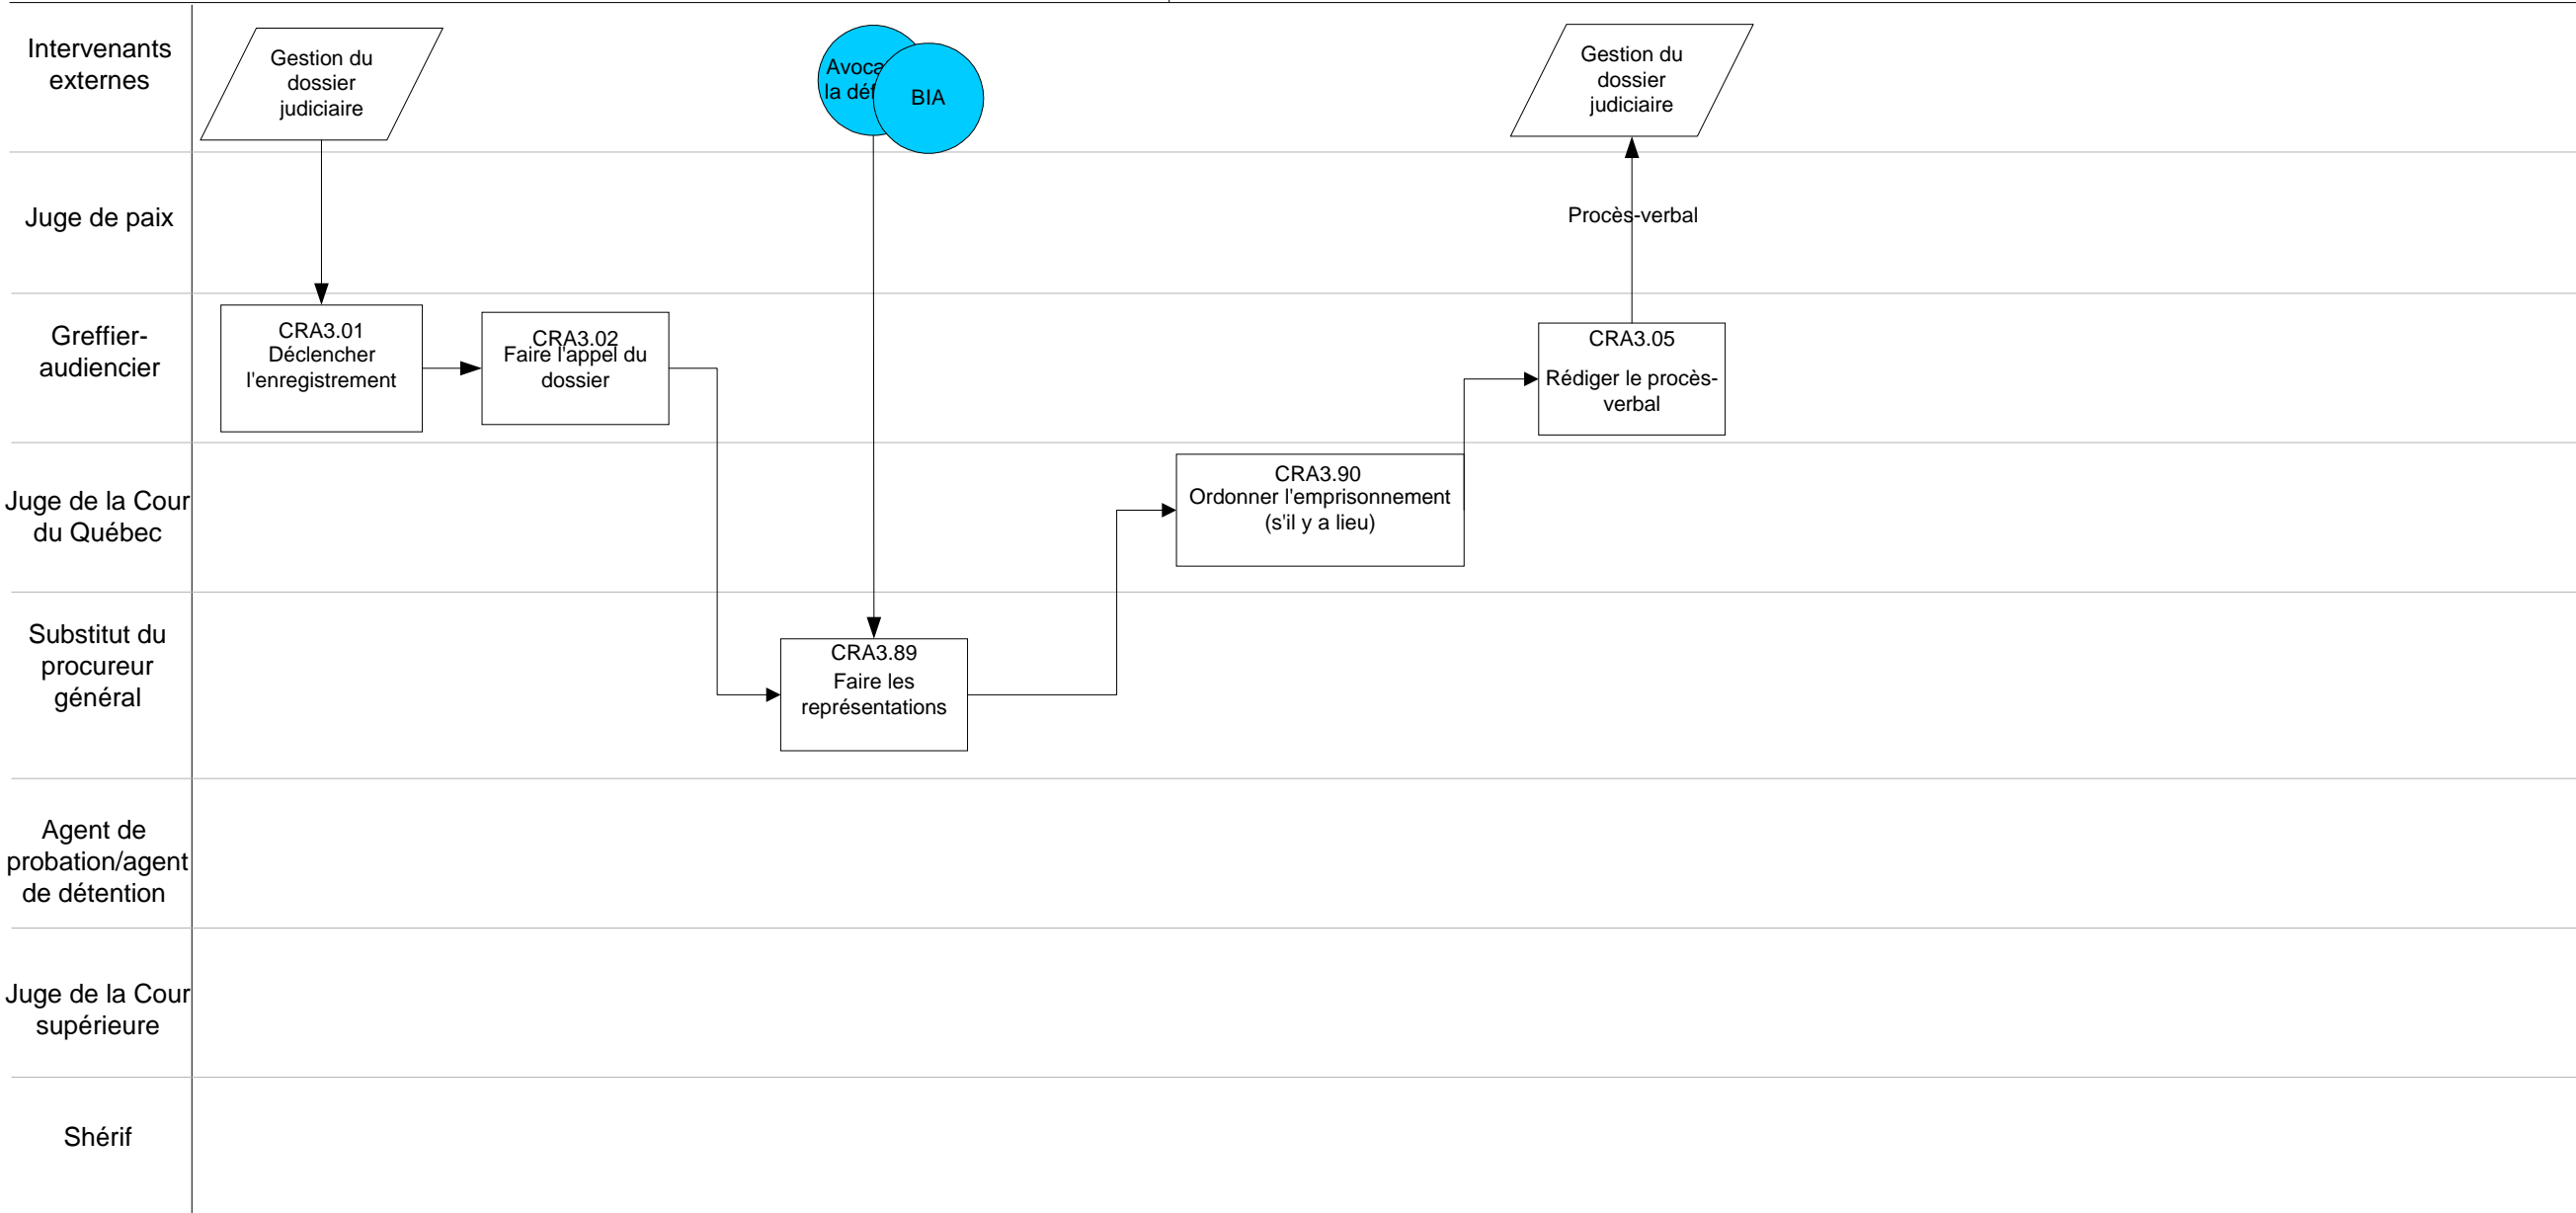 Intervenants
externes
Gestion du
dossier
judiciaire
la
BIA
Gestion du
dossier
judiciaire
Juge de paix
Procès-verbal
Greffier-
audiencier
CRA3.01
Déclencher
l'enregistrement
CRA3.02
Faire l'appel du
dossier
CRA3.05
Rédiger le procès-
verbal
Juge de la Cour
du Québec
CRA3.90
Ordonner l'emprisonnement
(s'il y a lieu)
Substitut du
procureur
général
CRA3.89
Faire les
représentations
Agent de
probation/agent
de détention
Juge de la Cour
supérieure
Shérif